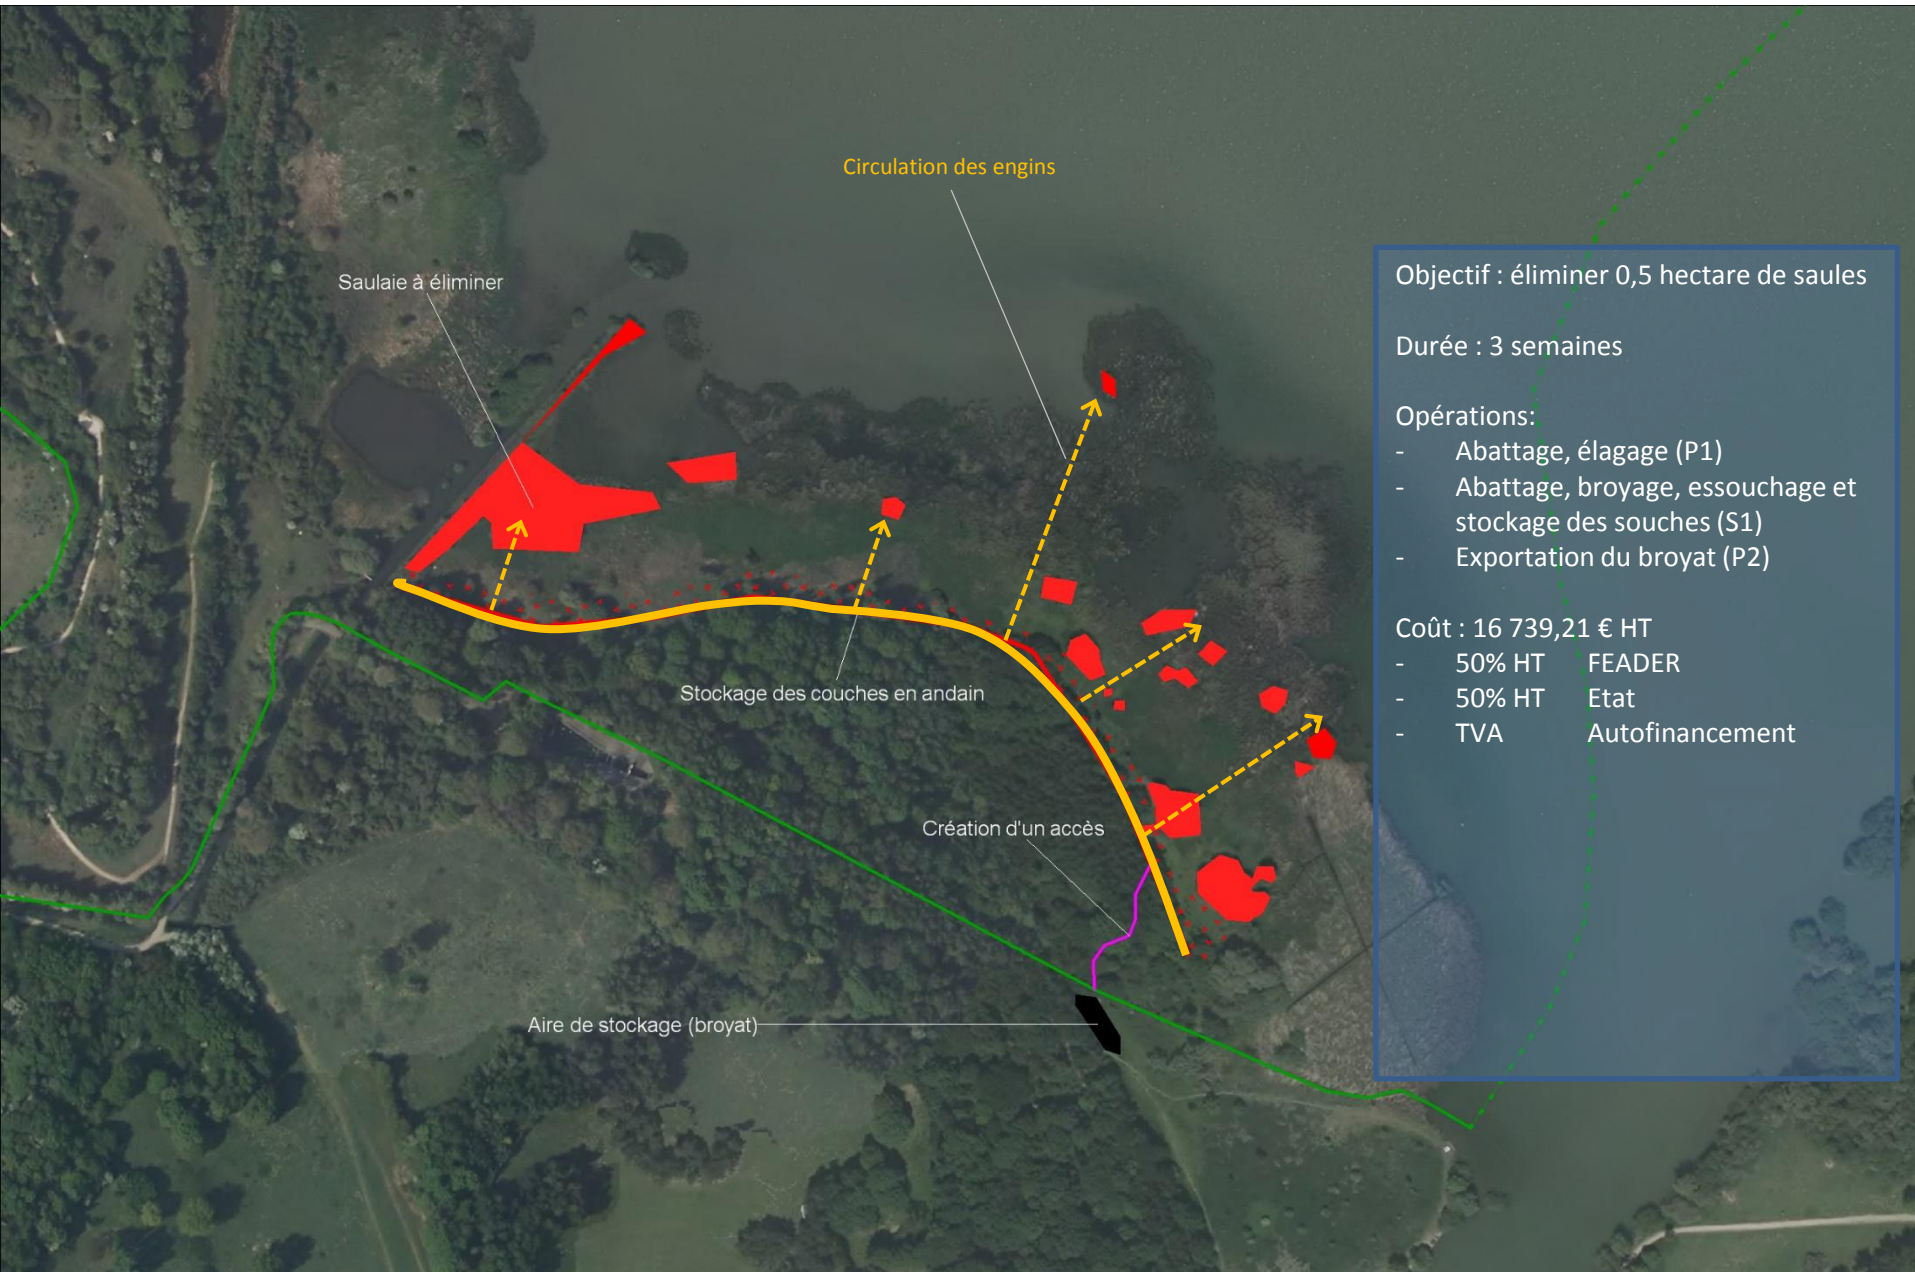 Circulation des engins
Saulaie à éliminer
Stockage des couches en andain
Création d'un accès
Aire de stockage (broyat)
Objectif : éliminer 0,5 hectare de saules
Durée : 3 semaines
Opérations:
- Abattage, élagage (P1)
- Abattage, broyage, essouchage et
stockage des souches (S1)
- Exportation du broyat (P2)
Coût : 16 739,21 € HT
- 50% HT FEADER
- 50% HT Etat
- TVA Autofinancement